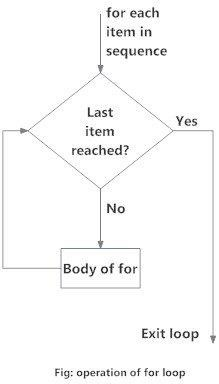 for each
item in
sequence
Last
item
reached?
Yes
No
Body of for
Exit loop
Fig: operation of for loop